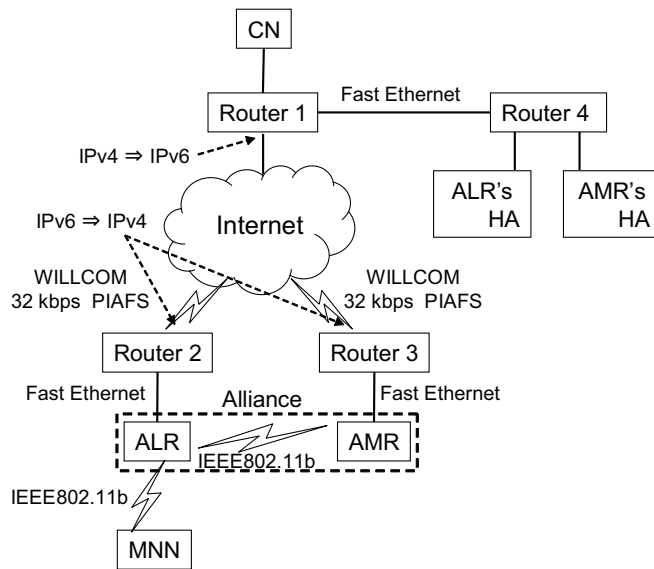 CN
Router 1
Fast Ethernet
Router 4
IPv4 ⇒ IPv6
ALR's
HA
AMR's
HA
Internet
IPv6 ⇒ IPv4
WILLCOM
32 kbps PIAFS
WILLCOM
32 kbps PIAFS
Router 2
Router 3
Fast Ethernet
Fast Ethernet
Alliance
ALR
AMR
IEEE802.11b
IEEE802.11b
MNN